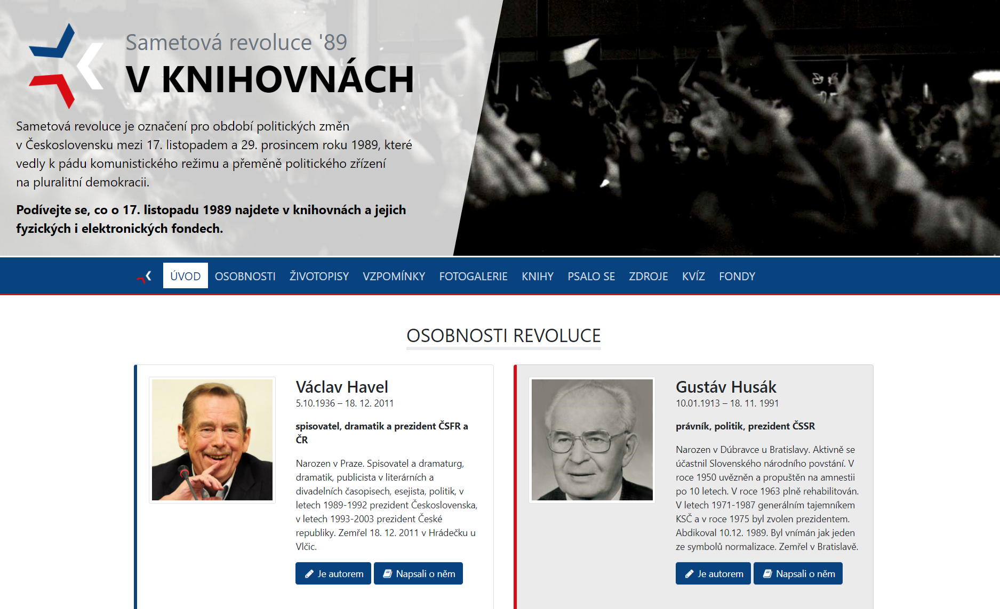 Sametová revoluce '89
V KNIHOVNÁCH
Sametová revoluce je označení pro období politických změn
v Československu mezi 17. listopadem a 29. prosincem roku 1989, které
vedly k pádu komunistického režimu a přeměně politického zřízení
na pluralitní demokracii.
Podívejte se, co o 17. listopadu 1989 najdete v knihovnách a jejich
fyzických i elektronických fondech.
ÚVOD OSOBNOSTI ŽIVOTOPISY VZPOMÍNKY FOTOGALERIE KNIHY PSALO SE ZDROJE KVÍZ FONDY
OSOBNOSTI REVOLUCE
Václav Havel
5.10.1936 – 18. 12. 2011
spisovatel, dramatik a prezident ČSFR a
ČR
Narozen v Praze. Spisovatel a dramaturg,
dramatik, publicista v literárních a
divadelních časopisech, esejista, politik, v
letech 1989-1992 prezident Československa,
v letech 1993-2003 prezident České
republiky. Zemřel 18. 12. 2011 v Hrádečku u
Vlčic.
Je autorem Napsali o něm
Gustáv Husák
10.01.1913 – 18. 11. 1991
právník, politik, prezident ČSSR
Narozen v Dúbravce u Bratislavy. Aktivně se
účastnil Slovenského národního povstání. V
roce 1950 uvězněn a propuštěn na amnestii
po 10 letech. V roce 1963 plně rehabilitován.
V letech 1971-1987 generálním tajemníkem
KSČ a v roce 1975 byl zvolen prezidentem.
Abdikoval 10.12. 1989. Byl vnímán jak jeden
ze symbolů normalizace. Zemřel v Bratislavě.
Je autorem Napsali o něm